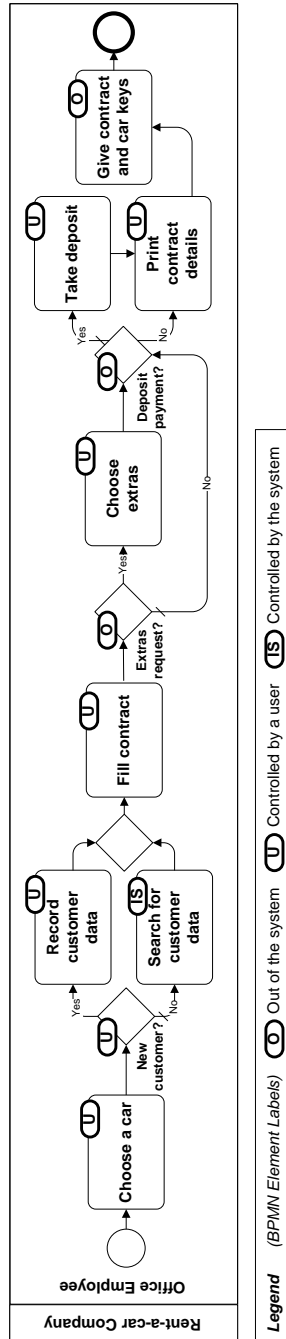 Rent-a-car Company
Office Employee
U
Choose a car
U
New
customer?
Yes
No
U
Record
customer
data
IS
Search for
customer
data
U
Fill contract
O
Extras
request?
Yes
No
U
Choose
extras
O
Deposit
payment?
Yes
No
U
Take deposit
U
Print
contract
details
O
Give contract
and car keys
Legend (BPMN Element Labels) O Out of the system U Controlled by a user IS Controlled by the system